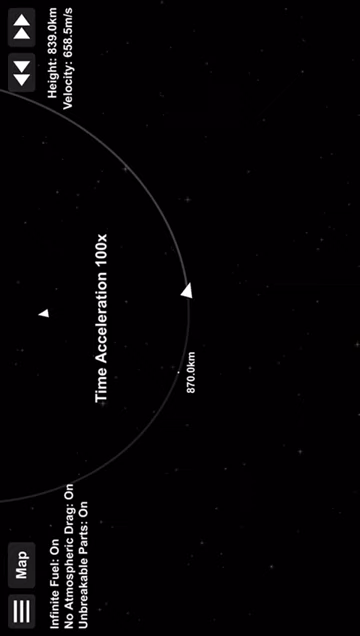 Map
Infinite Fuel: On
No Atmospheric Drag: On
Unbreakable Parts: On
Height: 839.0km
Velocity: 658.5m/s
Time Acceleration 100x
870.0km